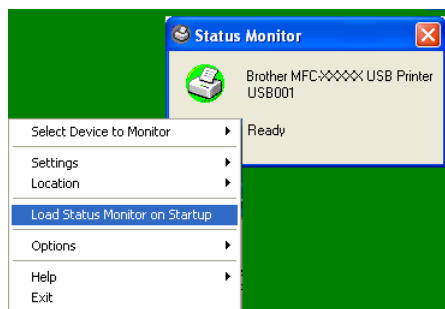 Status Monitor
Brother MFC-XXXXX USB Printer
USB001
Ready
Select Device to Monitor
Settings
Location
Load Status Monitor on Startup
Options
Help
Exit